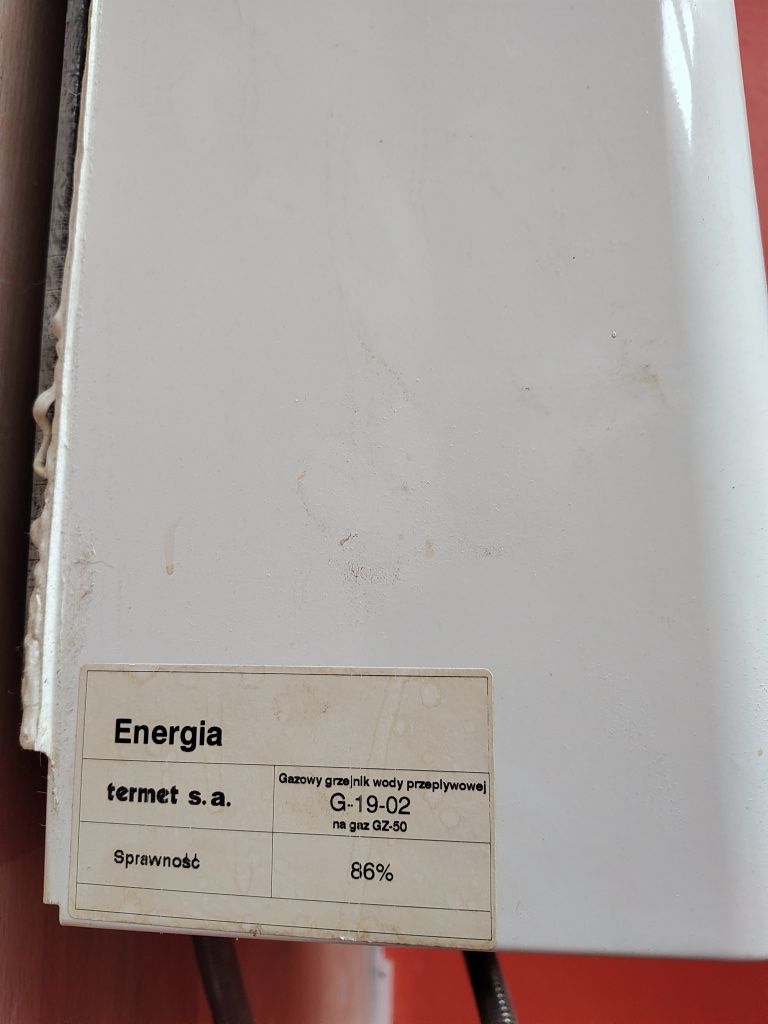 Energia
termet s.a.
Gazowy grzejnik wody przepływowej
G-19-02
na gaz GZ-50
Sprawność
86%